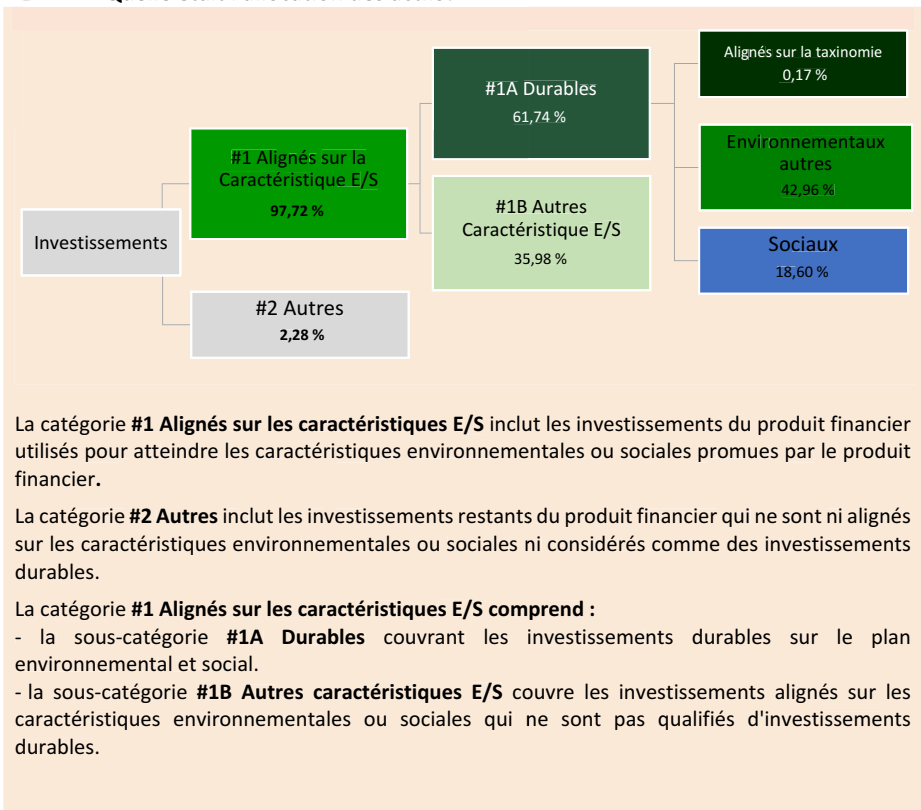 Investissements
#1 Alignés sur la
Caractéristique E/S
97,72 %
#2 Autres
2,28 %
#1A Durables
61,74 %
#1B Autres
Caractéristique E/S
35,98 %
Alignés sur la taxinomie
0,17 %
Environnementaux
autres
42,96 %
Sociaux
18,60 %
La catégorie #1 Alignés sur les caractéristiques E/S inclut les investissements du produit financier
utilisés pour atteindre les caractéristiques environnementales ou sociales promues par le produit
financier.
La catégorie #2 Autres inclut les investissements restants du produit financier qui ne sont ni alignés
sur les caractéristiques environnementales ou sociales ni considérés comme des investissements
durables.
La catégorie #1 Alignés sur les caractéristiques E/S comprend :
- la sous-catégorie #1A Durables couvrant les investissements durables sur le plan
environnemental et social.
- la sous-catégorie #1B Autres caractéristiques E/S couvre les investissements alignés sur les
caractéristiques environnementales ou sociales qui ne sont pas qualifiés d'investissements
durables.